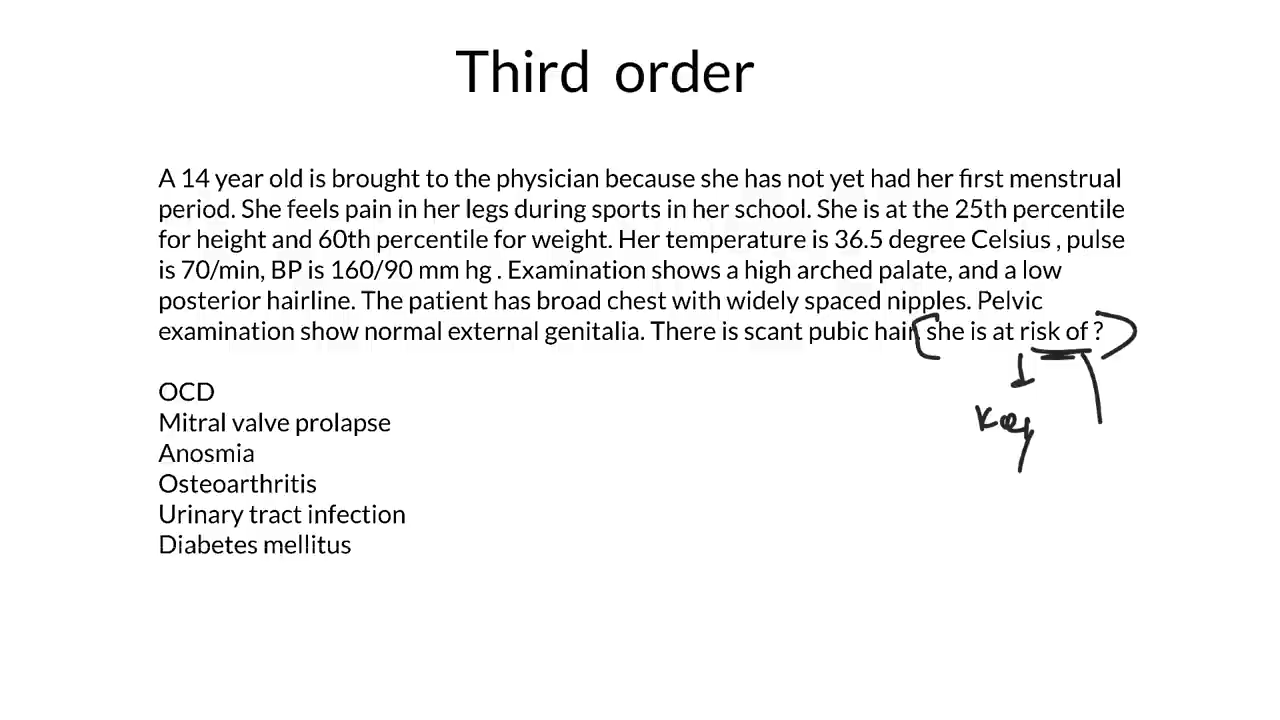 Third order
A 14 year old is brought to the physician because she has not yet had her first menstrual
period. She feels pain in her legs during sports in her school. She is at the 25th percentile
for height and 60th percentile for weight. Her temperature is 36.5 degree Celsius , pulse
is 70/min, BP is 160/90 mm hg . Examination shows a high arched palate, and a low
posterior hairline. The patient has broad chest with widely spaced nipples. Pelvic
examination show normal external genitalia. There is scant pubic hair she is at risk of ?
Key
OCD
Mitral valve prolapse
Anosmia
Osteoarthritis
Urinary tract infection
Diabetes mellitus